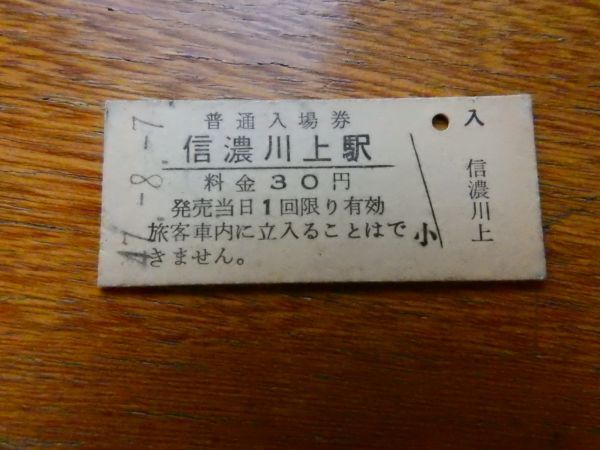 47.-8.-7
普通入場券
信濃川上駅
料金30円
発売当日1回限り有効
旅客車内に立入ることはで
きません。
小
入
信濃川上